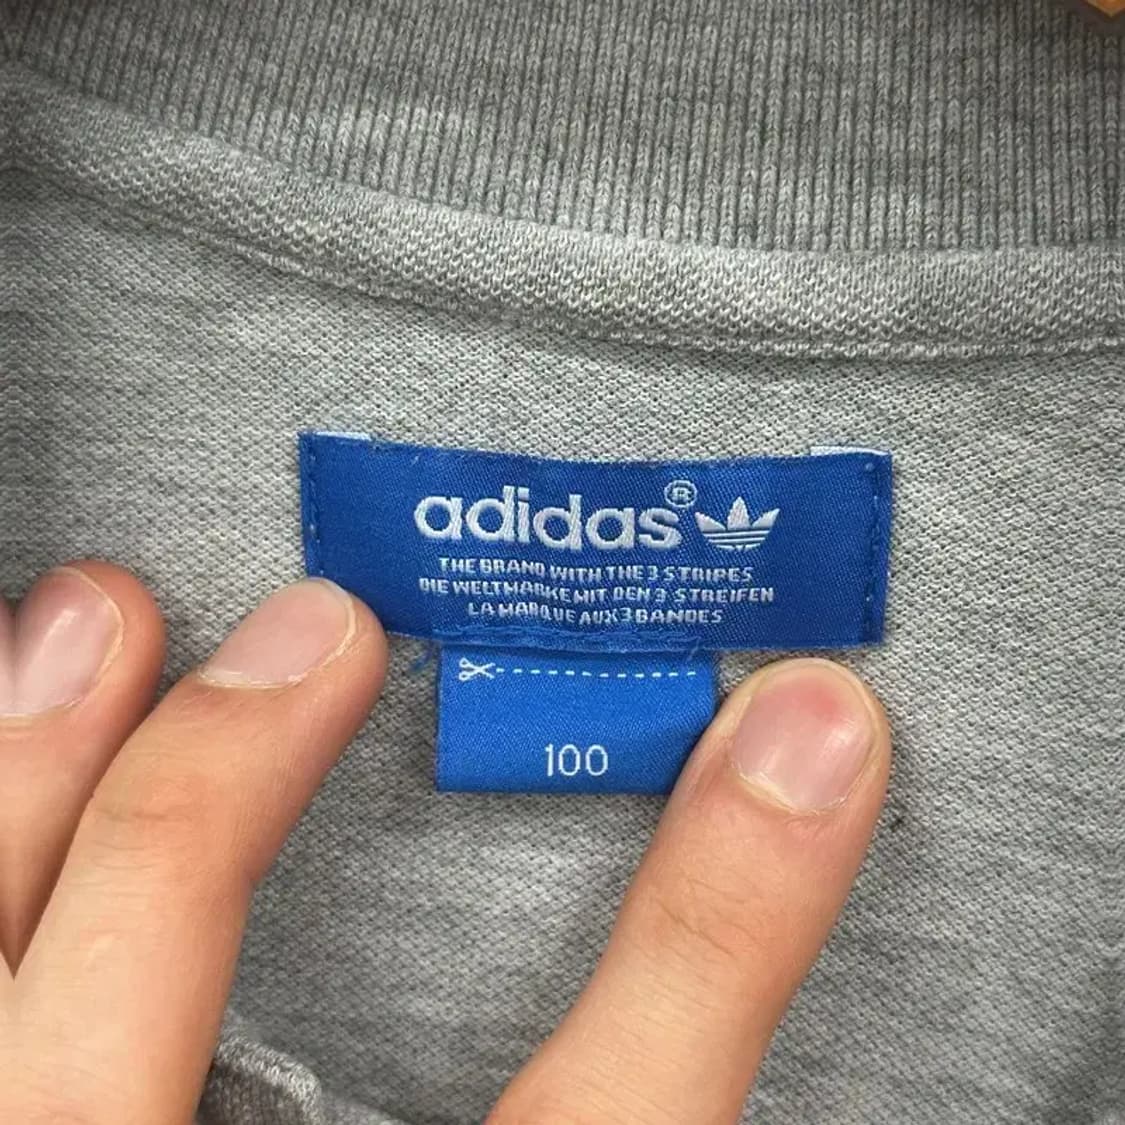 adidas®
THE BRAND WITH THE 3 STRIPES
DIE WELTMARKE MIT DEN 3 STREIFEN
LA MARQUE AUX 3 BANDES
100